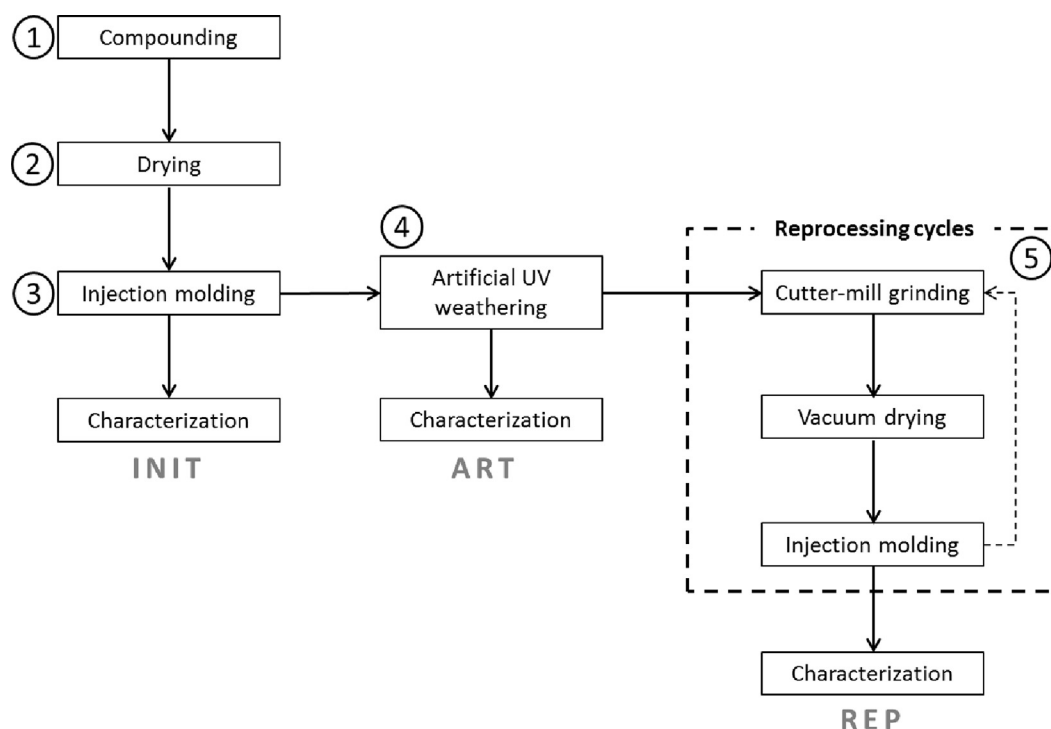 1
Compounding
2
Drying
3
Injection molding
Characterization
INIT
4
Artificial UV
weathering
Characterization
ART
Reprocessing cycles
5
Cutter-mill grinding
Vacuum drying
Injection molding
Characterization
REP